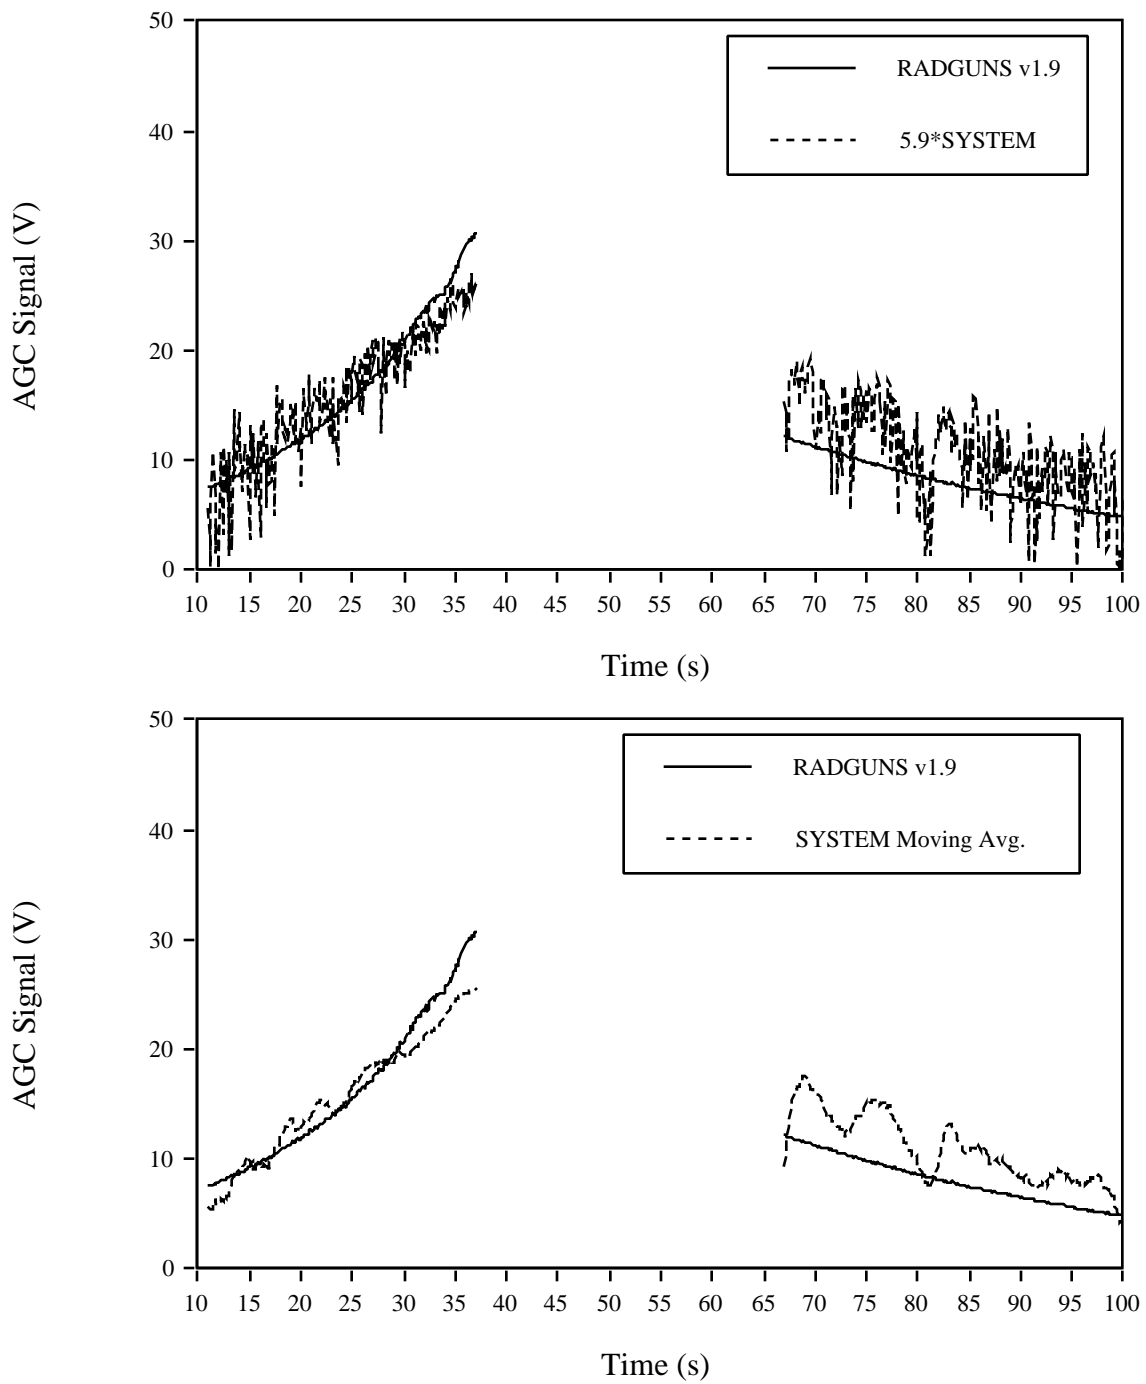 50
RADGUNS v1.9
5.9*SYSTEM
40
30
20
10
0
AGC Signal (V)
10 15 20 25 30 35 40 45 50 55 60 65 70 75 80 85 90 95 100
Time (s)
50
RADGUNS v1.9
SYSTEM Moving Avg.
40
30
20
10
0
AGC Signal (V)
10 15 20 25 30 35 40 45 50 55 60 65 70 75 80 85 90 95 100
Time (s)